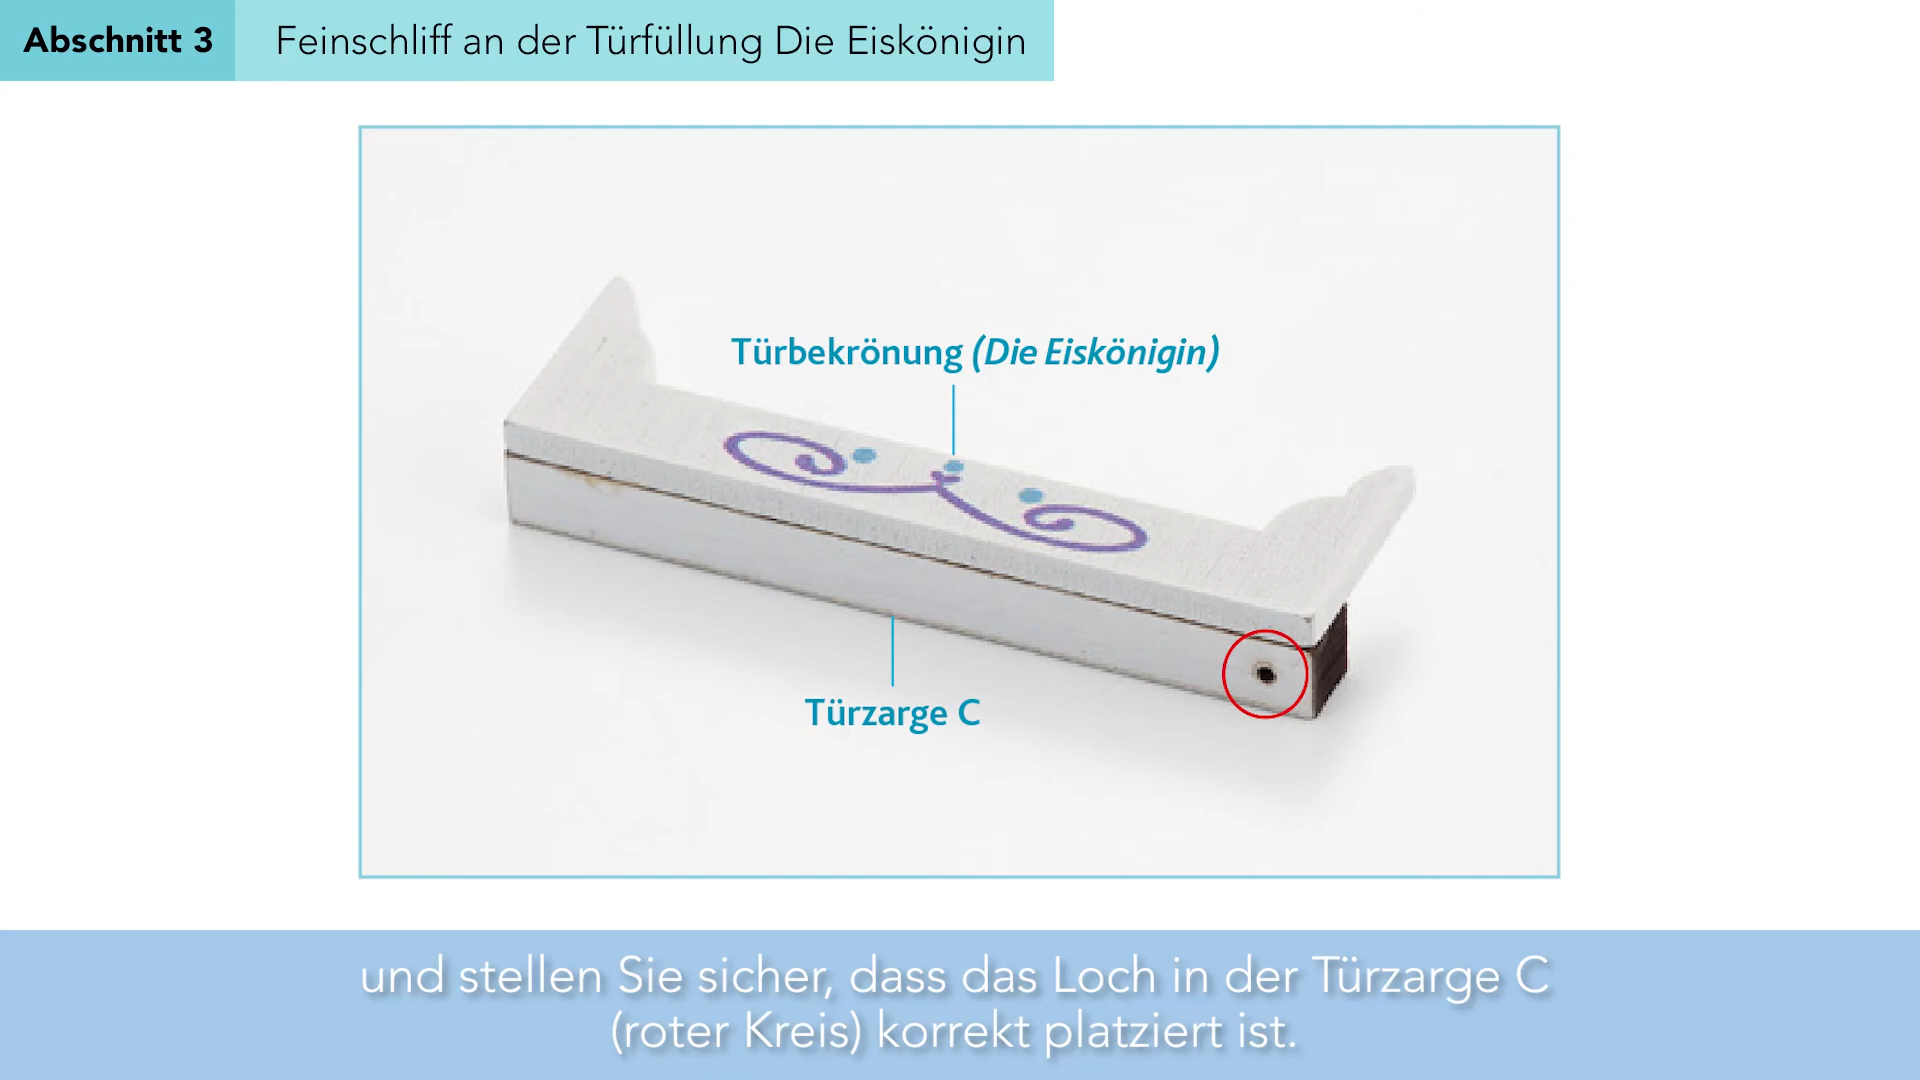 Abschnitt 3
Feinschliff an der Türfüllung Die Eiskönigin
Türbekrönung (Die Eiskönigin)
Türzarge C
und stellen Sie sicher, dass das Loch in der Türzarge C
(roter Kreis) korrekt platziert ist.